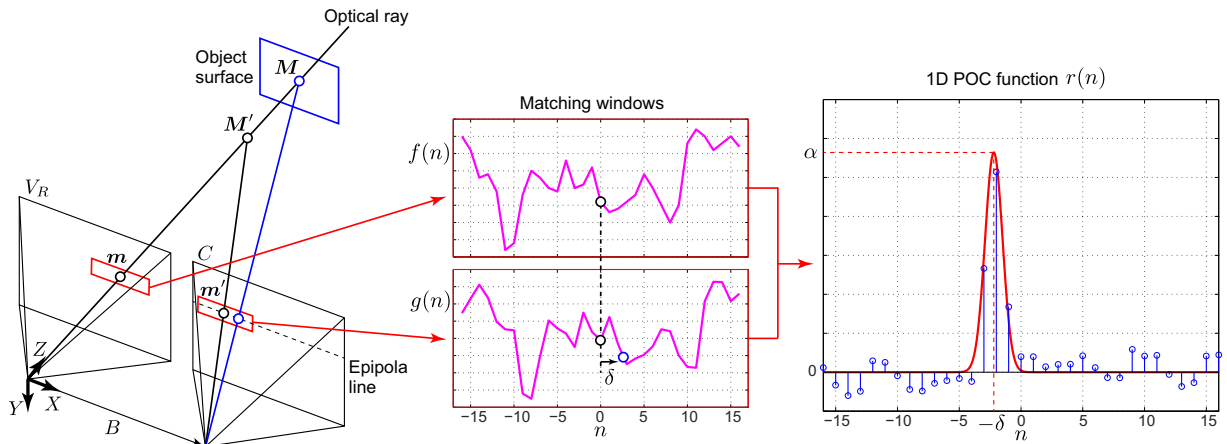 Optical ray
Object
surface
M
M'
V_R
m
C
m'
Epipola
line
Z
X
Y
B
Matching windows
f(n)
g(n)
δ
−15 −10 −5 0 5 10 15
n
1D POC function r(n)
α
0
−15 −10 −5 0 5 10 15
−δ
n